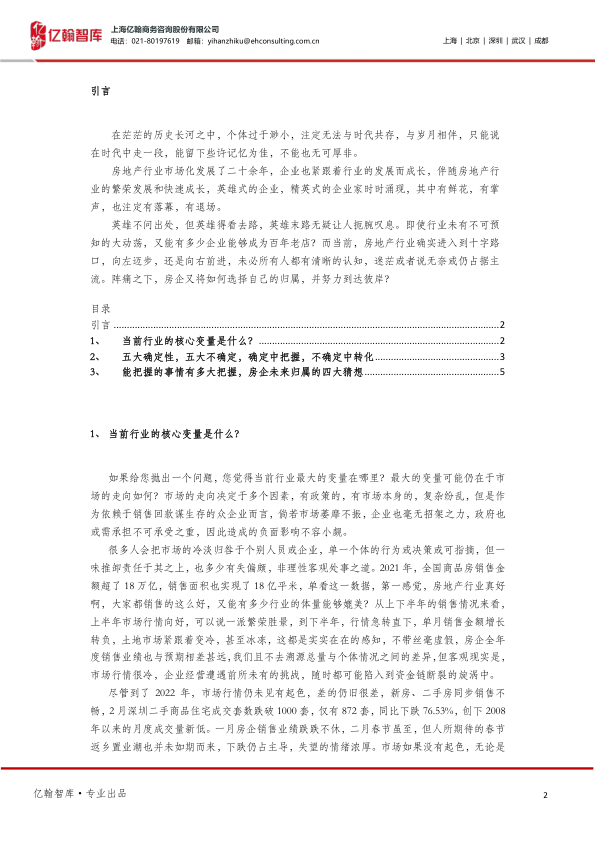 亿翰智库
上海亿翰商务咨询股份有限公司
电话：021-80197619 邮箱：yihanzhiku@ehconsulting.com.cn
上海 | 北京 | 深圳 | 武汉 | 成都
引言
在茫茫的历史长河之中，个体过于渺小，注定无法与时代共存，与岁月相伴，只能说
在时代中走一段，能留下些许记忆为佳，不能也无可厚非。
房地产行业市场化发展了二十余年，企业也紧跟着行业的发展而成长，伴随房地产行
业的繁荣发展和快速成长，英雄式的企业，精英式的企业家时时涌现，其中有鲜花，有掌
声，也注定有落幕，有退场。
英雄不问出处，但英雄得看去路，英雄末路无疑让人扼腕叹息。即使行业未有不可预
知的大动荡，又能有多少企业能够成为百年老店？而当前，房地产行业确实进入到十字路
口，向左迈步，还是向右前进，未必所有人都有清晰的认知，迷茫或者说无奈或仍占据主
流。阵痛之下，房企又将如何选择自己的归属，并努力到达彼岸？
目录
引言 ........ 2
1、 当前行业的核心变量是什么？ ........ 2
2、 五大确定性，五大不确定，确定中把握，不确定中转化 ........ 3
3、 能把握的事情有多大把握，房企未来归属的四大猜想 ........ 5
1、 当前行业的核心变量是什么？
如果给您抛出一个问题，您觉得当前行业最大的变量在哪里？最大的变量可能仍在于市
场的走向如何？市场的走向决定于多个因素，有政策的，有市场本身的，复杂纷乱，但是作
为依赖于销售回款谋生存的众企业而言，倘若市场萎靡不振，企业也毫无招架之力，政府也
或需承担不可承受之重，因此造成的负面影响不容小觑。
很多人会把市场的冷淡归咎于个别人员或企业，单一个体的行为或决策或可指摘，但一
味推卸责任于其之上，也多少有失偏颇，非理性客观处事之道。2021 年，全国商品房销售金
额超了 18 万亿，销售面积也实现了 18 亿平米，单看这一数据，第一感觉，房地产行业真好
啊，大家都销售的这么好，又能有多少行业的体量能够媲美？从上下半年的销售情况来看，
上半年市场行情向好，可以说一派繁荣胜景，到下半年，行情急转直下，单月销售金额增长
转负，土地市场紧跟着变冷，甚至冰冻，这都是实实在在的感知，不带丝毫虚假，房企全年
度销售业绩也与预期相差甚远，我们且不去溯源总量与个体情况之间的差异，但客观现实是，
市场行情很冷，企业经营遭遇前所未有的挑战，随时都可能陷入到资金链断裂的旋涡中。
尽管到了 2022 年，市场行情仍未见有起色，差的仍旧很差，新房、二手房同步销售不
畅，2 月深圳二手商品住宅成交套数跌破 1000 套，仅有 872 套，同比下跌 76.53%，创下 2008
年以来的月度成交量新低。一月房企销售业绩跌跌不休，二月春节虽至，但人所期待的春节
返乡置业潮也并未如期而来，下跌仍占主导，失望的情绪浓厚。市场如果没有起色，无论是
亿翰智库·专业出品
2